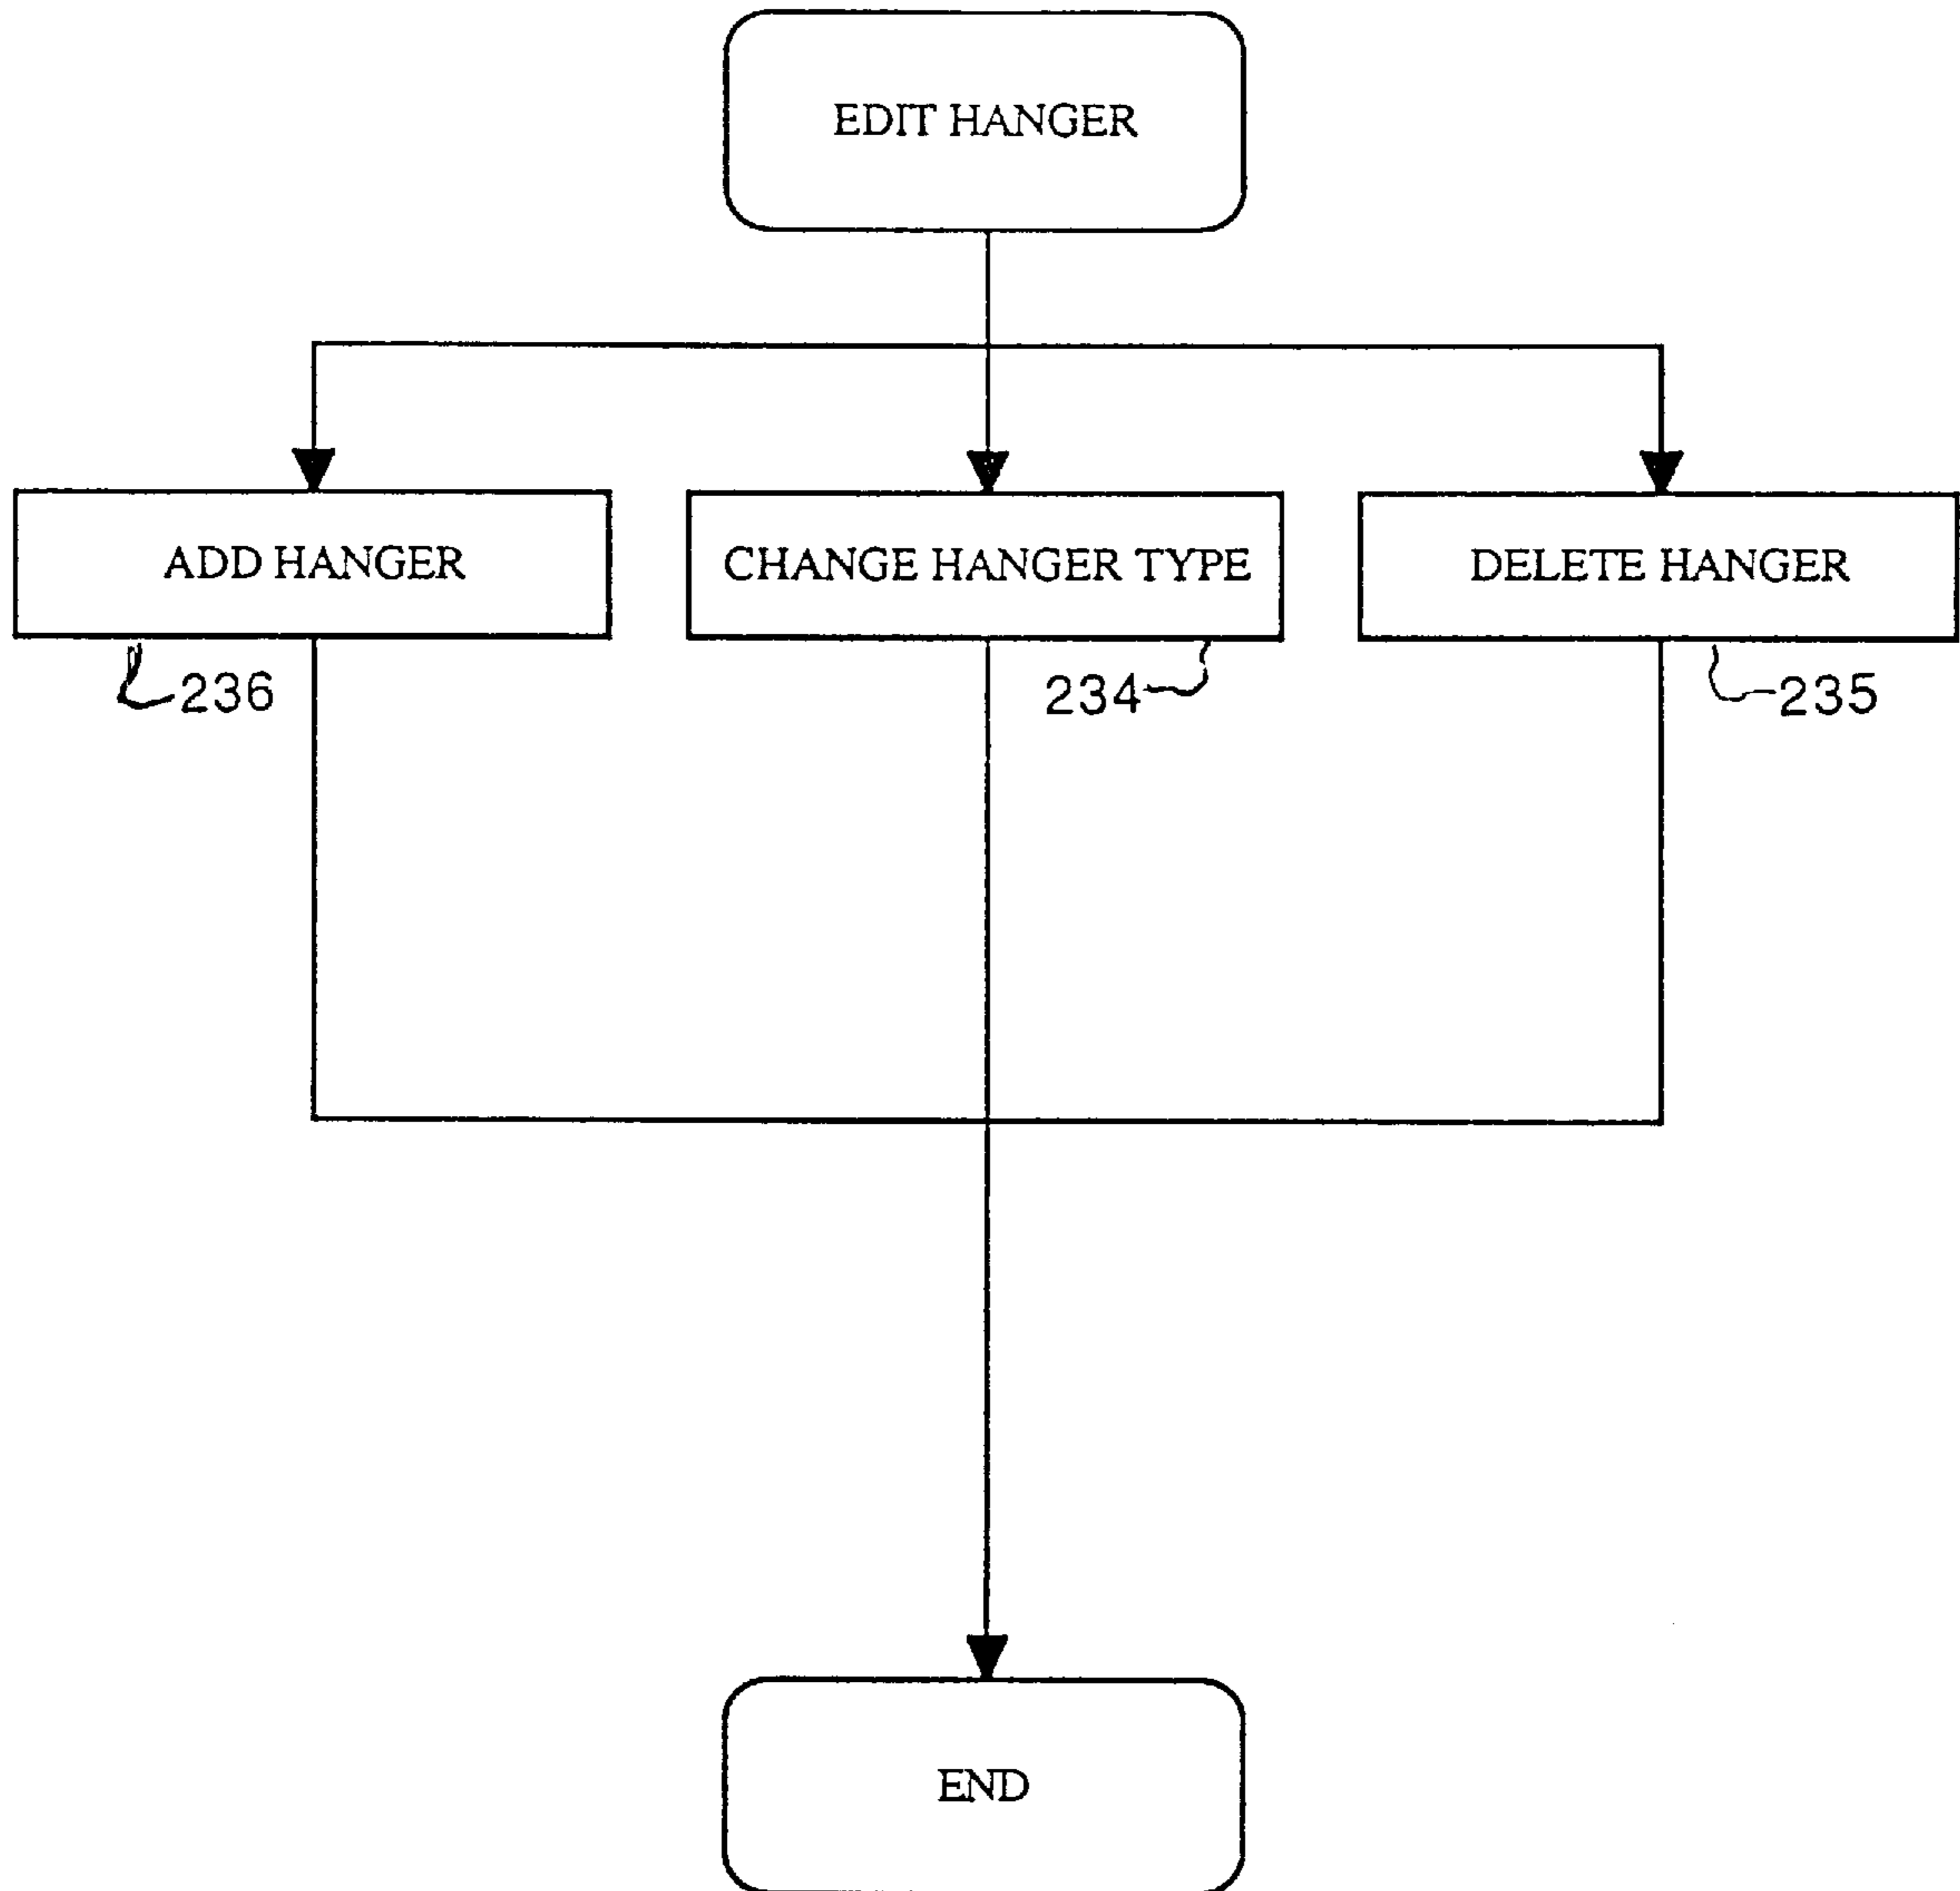 EDIT HANGER
ADD HANGER
CHANGE HANGER TYPE
DELETE HANGER
236
234
235
END